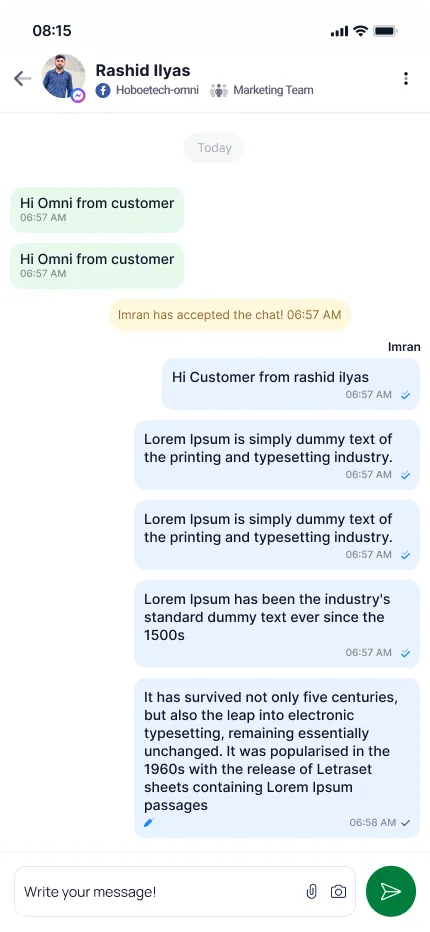 08:15
Rashid Ilyas
Hoboetech-omni Marketing Team
Today
Hi Omni from customer
06:57 AM
Hi Omni from customer
06:57 AM
Imran has accepted the chat! 06:57 AM
Imran
Hi Customer from rashid ilyas
06:57 AM
Lorem Ipsum is simply dummy text of
the printing and typesetting industry.
06:57 AM
Lorem Ipsum is simply dummy text of
the printing and typesetting industry.
06:57 AM
Lorem Ipsum has been the industry's
standard dummy text ever since the
1500s
06:57 AM
It has survived not only five centuries,
but also the leap into electronic
typesetting, remaining essentially
unchanged. It was popularised in the
1960s with the release of Letraset
sheets containing Lorem Ipsum
passages
06:58 AM
Write your message!